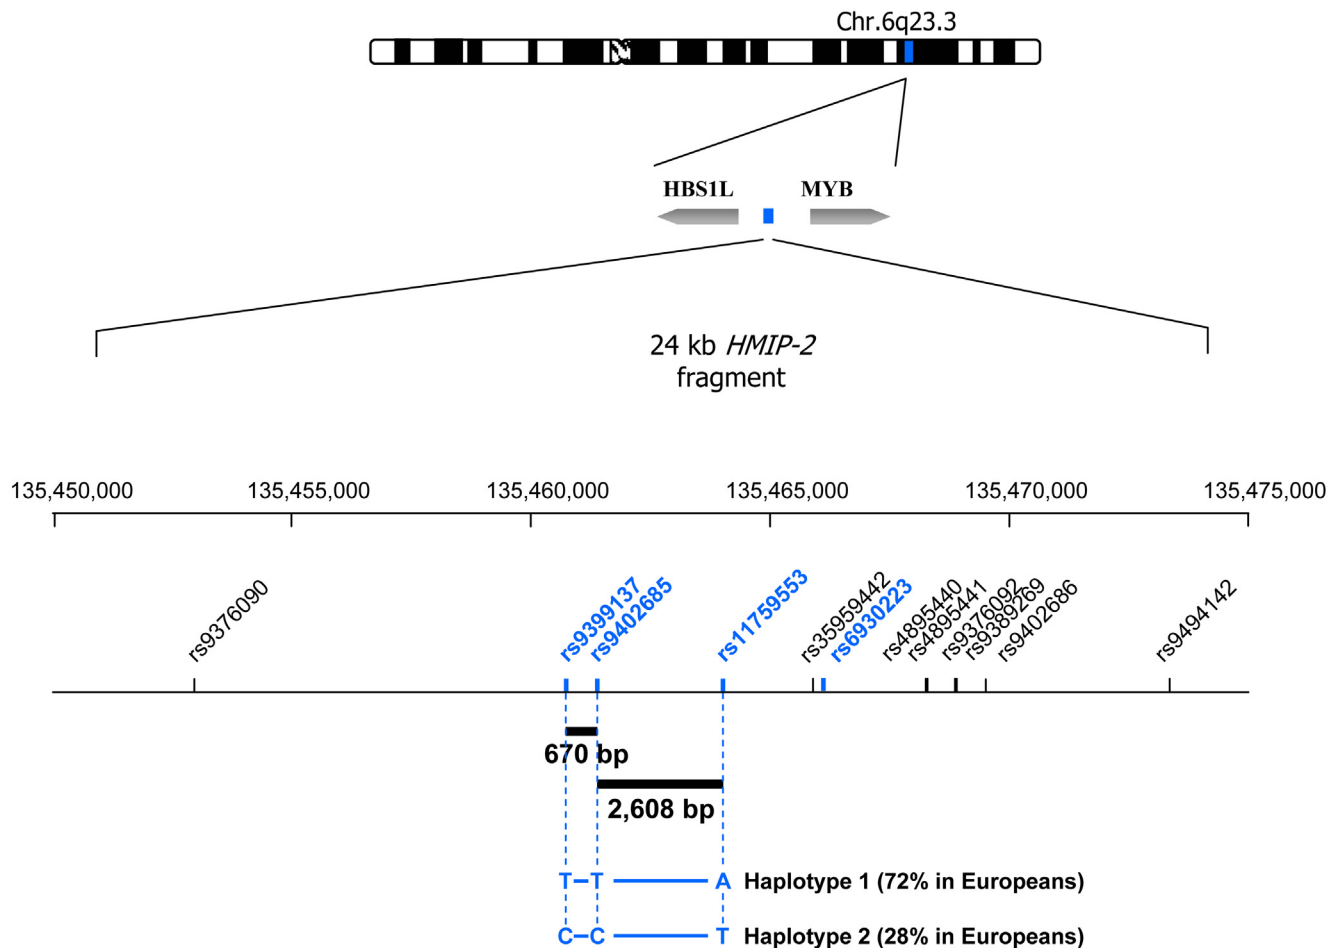 Chr.6q23.3
HBS1L MYB
24 kb HMIP-2
fragment
135,450,000 135,455,000 135,460,000 135,465,000 135,470,000 135,475,000
rs9376090 rs9399137 rs9402685 rs11759553 rs35959442 rs6930223 rs4895440 rs4895441 rs9376092 rs9389269 rs9402686 rs9494142
670 bp
2,608 bp
T T A Haplotype 1 (72% in Europeans)
C C T Haplotype 2 (28% in Europeans)